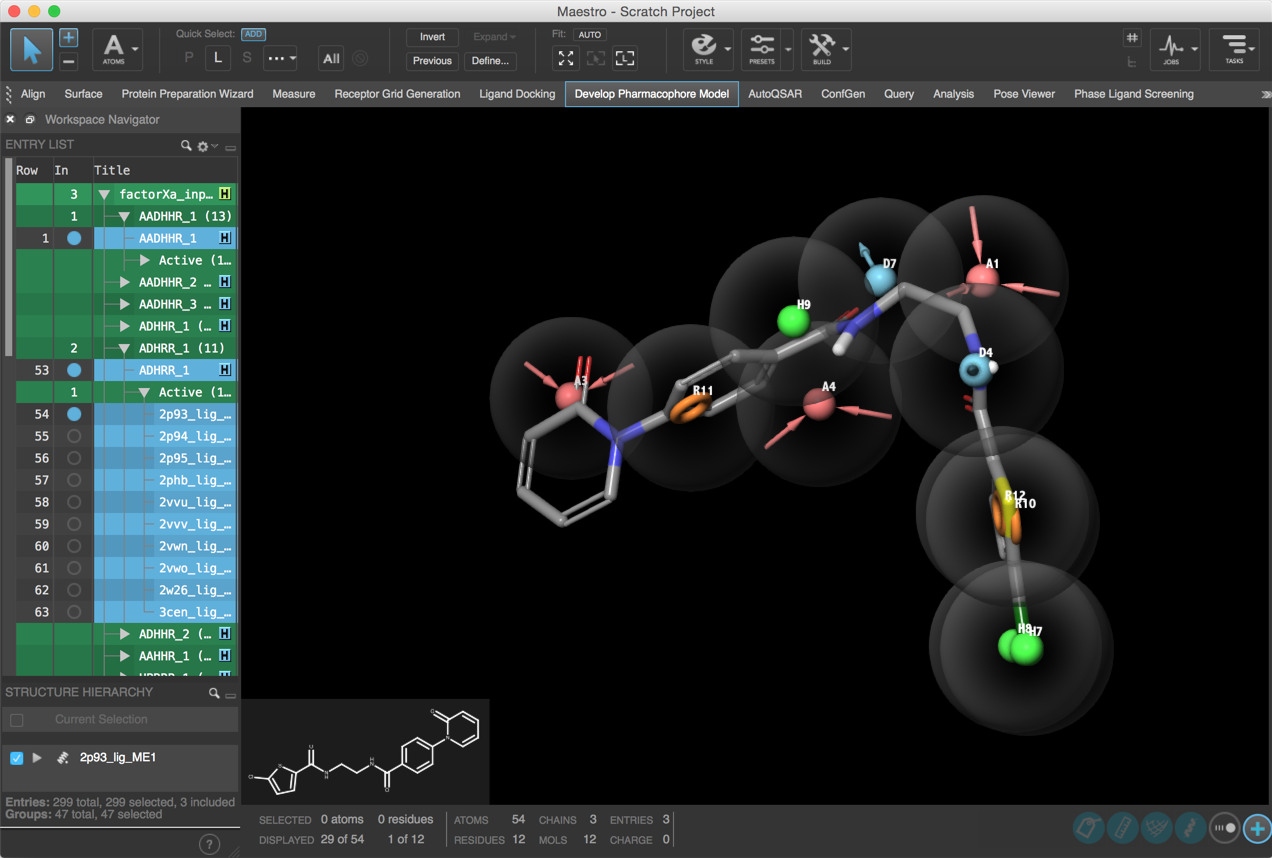 Maestro - Scratch Project
Quick Select: ADD
P L S ... All
A
ATOMS
Invert Expand
Previous Define...
Fit: AUTO
STYLE PRESETS BUILD
JOBS TASKS
Align Surface Protein Preparation Wizard Measure Receptor Grid Generation Ligand Docking Develop Pharmacophore Model AutoQSAR ConfGen Query Analysis Pose Viewer Phase Ligand Screening
Workspace Navigator
ENTRY LIST
Row In Title
3 factorXa_inp... H
1 AADHHR_1 (13)
1 AADHHR_1 H
Active (1...
AADHHR_2 ... H
AADHHR_3 ... H
ADHHR_1 (... H
2 ADHRR_1 (11)
53 ADHRR_1 H
1 Active (1...
54 2p93_lig_...
55 2p94_lig_...
56 2p95_lig_...
57 2phb_lig_...
58 2vvu_lig_...
59 2vvv_lig_...
60 2vwn_lig_...
61 2vwo_lig_...
62 2w26_lig_...
63 3cen_lig_...
ADHHR_2 (... H
AAHHR_1 (... H
STRUCTURE HIERARCHY
Current Selection
2p93_lig_ME1
Entries: 299 total, 299 selected, 3 included
Groups: 47 total, 47 selected
?
D7 A1
H9
D4
A3
R11
A4
R12
R10
H8
H7
O
N
O
N
H
H
N
S
Cl
O
SELECTED 0 atoms 0 residues
DISPLAYED 29 of 54 1 of 12
ATOMS 54 CHAINS 3 ENTRIES 3
RESIDUES 12 MOLS 12 CHARGE 0